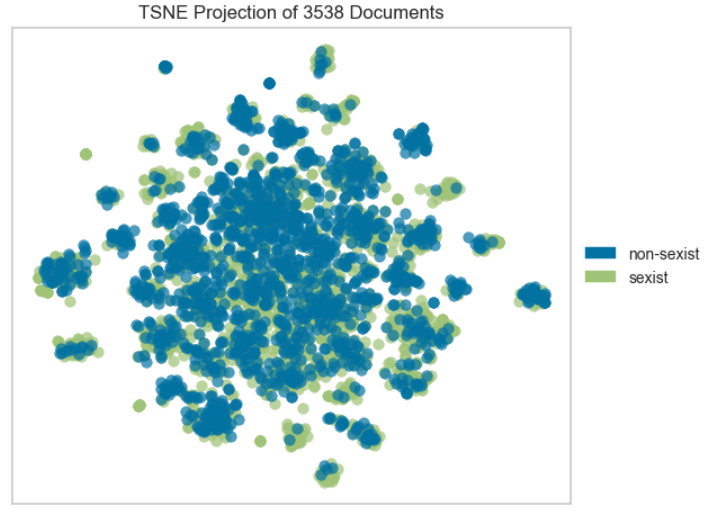 TSNE Projection of 3538 Documents
non-sexist
sexist